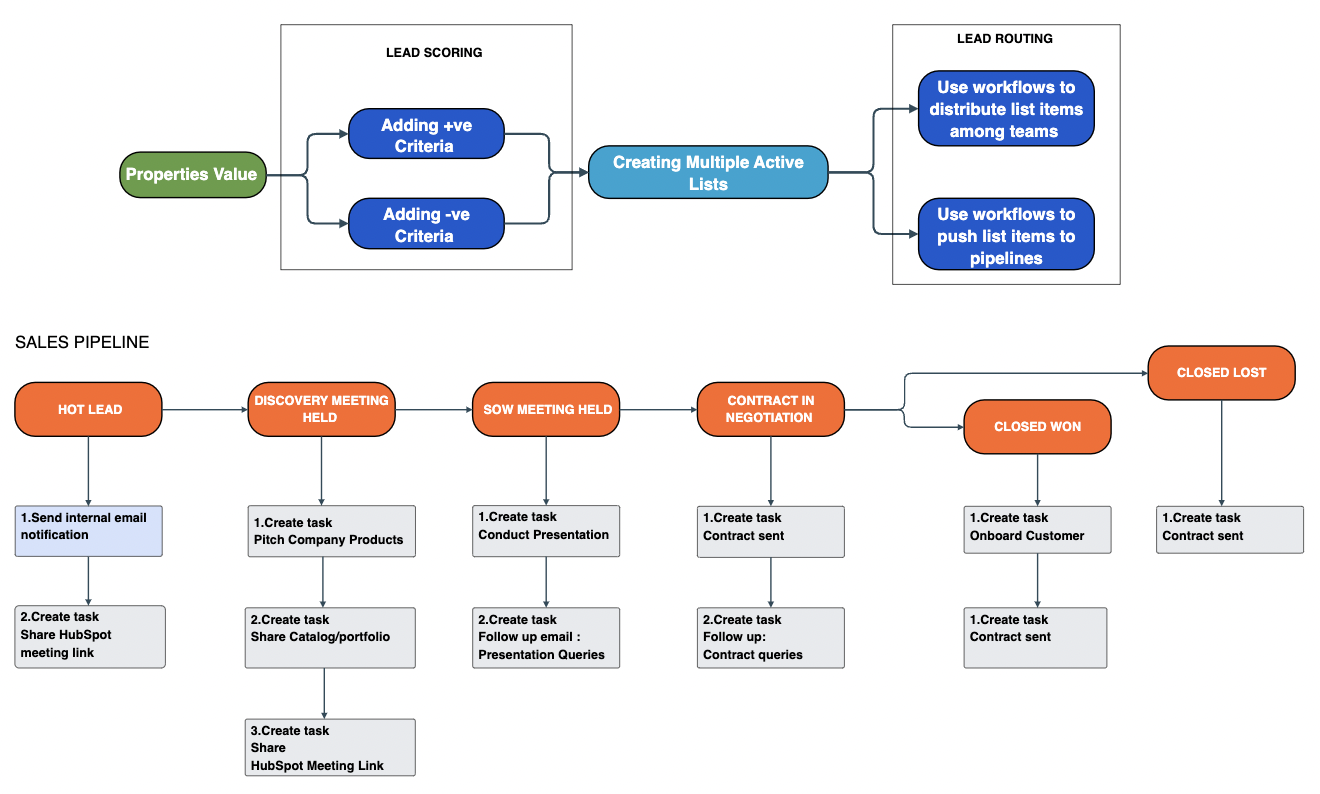 LEAD SCORING
LEAD ROUTING
Properties Value
Adding +ve
Criteria
Adding -ve
Criteria
Creating Multiple Active
Lists
Use workflows to
distribute list items
among teams
Use workflows to
push list items to
pipelines
SALES PIPELINE
HOT LEAD
DISCOVERY MEETING
HELD
SOW MEETING HELD
CONTRACT IN
NEGOTIATION
CLOSED WON
CLOSED LOST
1.Send internal email
notification
2.Create task
Share HubSpot
meeting link
1.Create task
Pitch Company Products
2.Create task
Share Catalog/portfolio
3.Create task
Share
HubSpot Meeting Link
1.Create task
Conduct Presentation
2.Create task
Follow up email :
Presentation Queries
1.Create task
Contract sent
2.Create task
Follow up:
Contract queries
1.Create task
Onboard Customer
1.Create task
Contract sent
1.Create task
Contract sent